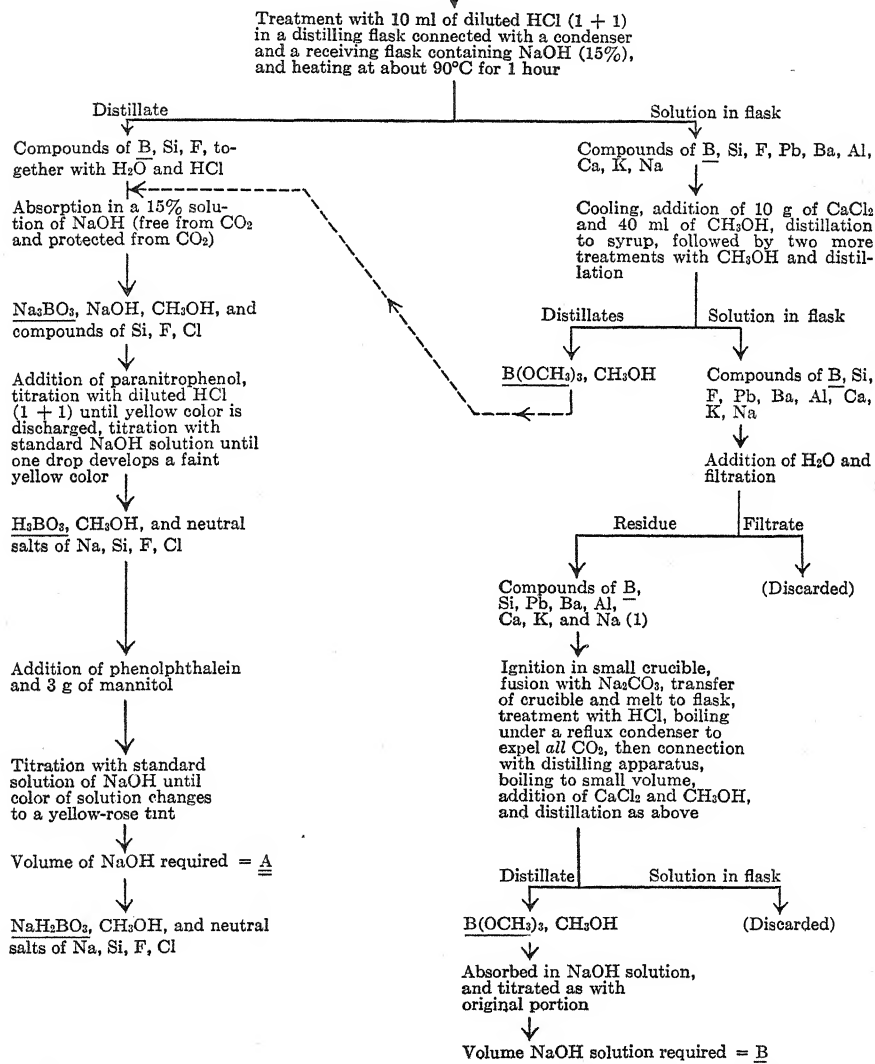 Treatment with 10 ml of diluted HCl (1 + 1)
in a distilling flask connected with a condenser
and a receiving flask containing NaOH (15%),
and heating at about 90°C for 1 hour
Distillate
Solution in flask
Compounds of B, Si, F, to-
gether with H₂O and HCl
Absorption in a 15% solu-
tion of NaOH (free from CO₂
and protected from CO₂)
Na₃BO₃, NaOH, CH₃OH, and
compounds of Si, F, Cl
Addition of paranitrophenol,
titration with diluted HCl
(1 + 1) until yellow color is
discharged, titration with
standard NaOH solution until
one drop develops a faint
yellow color
H₃BO₃, CH₃OH, and neutral
salts of Na, Si, F, Cl
Addition of phenolphthalein
and 3 g of mannitol
Titration with standard
solution of NaOH until
color of solution changes
to a yellow-rose tint
Volume of NaOH required = A
NaH₂BO₃, CH₃OH, and neutral
salts of Na, Si, F, Cl
Compounds of B, Si, F, Pb, Ba, Al,
Ca, K, Na
Cooling, addition of 10 g of CaCl₂
and 40 ml of CH₃OH, distillation
to syrup, followed by two more
treatments with CH₃OH and distil-
lation
Distillates
Solution in flask
B(OCH₃)₃, CH₃OH
Compounds of B, Si,
F, Pb, Ba, Al, Ca,
K, Na
Addition of H₂O and
filtration
Residue
Filtrate
Compounds of B,
Si, Pb, Ba, Al,
Ca, K, and Na (1)
(Discarded)
Ignition in small crucible,
fusion with Na₂CO₃, transfer
of crucible and melt to flask,
treatment with HCl, boiling
under a reflux condenser to
expel all CO₂, then connection
with distilling apparatus,
boiling to small volume,
addition of CaCl₂ and CH₃OH,
and distillation as above
Distillate
Solution in flask
B(OCH₃)₃, CH₃OH
(Discarded)
Absorbed in NaOH solution,
and titrated as with
original portion
Volume NaOH solution required = B